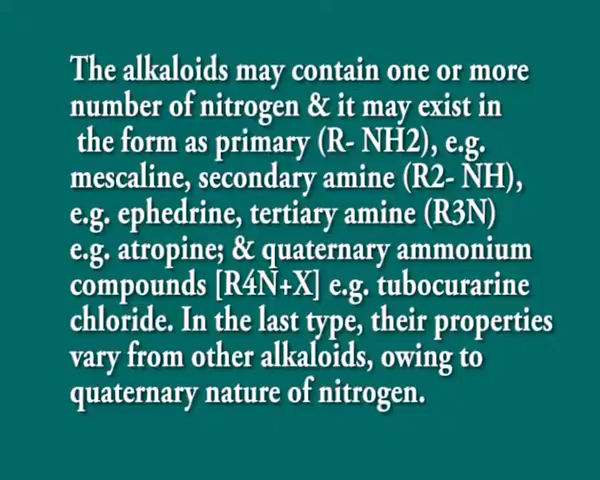 The alkaloids may contain one or more
number of nitrogen & it may exist in
the form as primary (R- NH2), e.g.
mescaline, secondary amine (R2- NH),
e.g. ephedrine, tertiary amine (R3N)
e.g. atropine; & quaternary ammonium
compounds [R4N+X] e.g. tubocurarine
chloride. In the last type, their properties
vary from other alkaloids, owing to
quaternary nature of nitrogen.